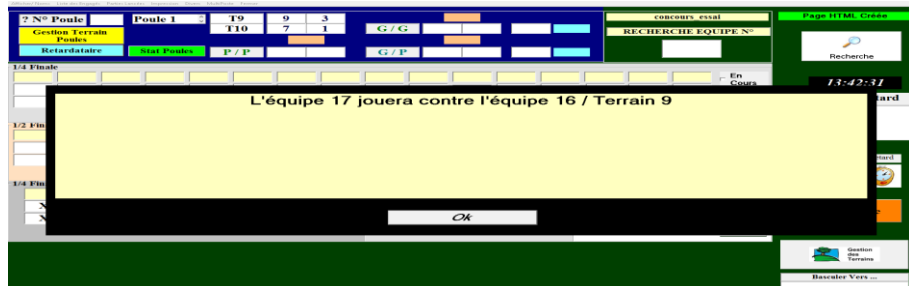 ? N° Poule
Poule 1
T9 9 3
T10 7 1
G / G
concours_essai
RECHERCHE EQUIPE N°
Page HTML Créée
Gestion Terrain
Poules
Retardataire
Stat Poules
P / P
G / P
Recherche
1/4 Finale
En
Cours
13:42:31
L'équipe 17 jouera contre l'équipe 16 / Terrain 9
Ok
Gestion
des
Terrains
Basculer Vers ...